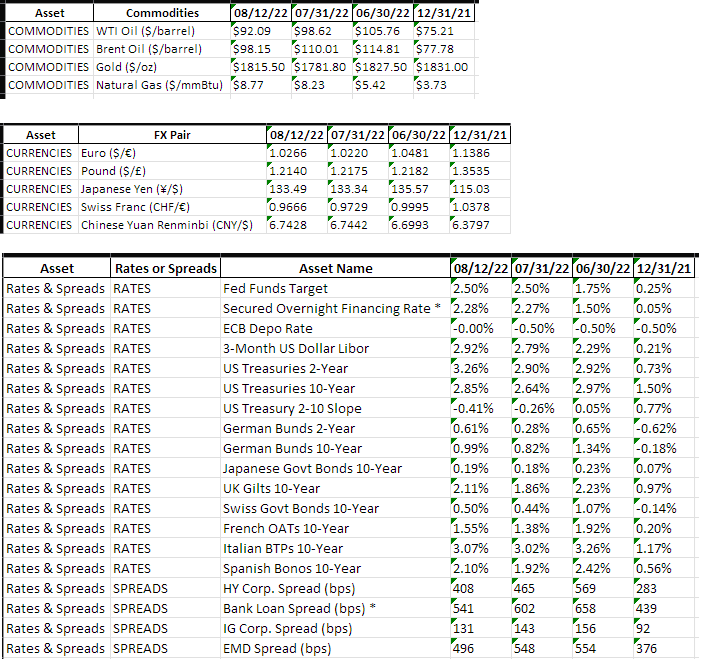 Asset Commodities 08/12/22 07/31/22 06/30/22 12/31/21
COMMODITIES WTI Oil ($/barrel) $92.09 $98.62 $105.76 $75.21
COMMODITIES Brent Oil ($/barrel) $98.15 $110.01 $114.81 $77.78
COMMODITIES Gold ($/oz) $1815.50 $1781.80 $1827.50 $1831.00
COMMODITIES Natural Gas ($/mmBtu) $8.77 $8.23 $5.42 $3.73
Asset FX Pair 08/12/22 07/31/22 06/30/22 12/31/21
CURRENCIES Euro ($/€) 1.0266 1.0220 1.0481 1.1386
CURRENCIES Pound ($/£) 1.2140 1.2175 1.2182 1.3535
CURRENCIES Japanese Yen (¥/$) 133.49 133.34 135.57 115.03
CURRENCIES Swiss Franc (CHF/€) 0.9666 0.9729 0.9995 1.0378
CURRENCIES Chinese Yuan Renminbi (CNY/$) 6.7428 6.7442 6.6993 6.3797
Asset Rates or Spreads Asset Name 08/12/22 07/31/22 06/30/22 12/31/21
Rates & Spreads RATES Fed Funds Target 2.50% 2.50% 1.75% 0.25%
Rates & Spreads RATES Secured Overnight Financing Rate * 2.28% 2.27% 1.50% 0.05%
Rates & Spreads RATES ECB Depo Rate -0.00% -0.50% -0.50% -0.50%
Rates & Spreads RATES 3-Month US Dollar Libor 2.92% 2.79% 2.29% 0.21%
Rates & Spreads RATES US Treasuries 2-Year 3.26% 2.90% 2.92% 0.73%
Rates & Spreads RATES US Treasuries 10-Year 2.85% 2.64% 2.97% 1.50%
Rates & Spreads RATES US Treasury 2-10 Slope -0.41% -0.26% 0.05% 0.77%
Rates & Spreads RATES German Bunds 2-Year 0.61% 0.28% 0.65% -0.62%
Rates & Spreads RATES German Bunds 10-Year 0.99% 0.82% 1.34% -0.18%
Rates & Spreads RATES Japanese Govt Bonds 10-Year 0.19% 0.18% 0.23% 0.07%
Rates & Spreads RATES UK Gilts 10-Year 2.11% 1.86% 2.23% 0.97%
Rates & Spreads RATES Swiss Govt Bonds 10-Year 0.50% 0.44% 1.07% -0.14%
Rates & Spreads RATES French OATs 10-Year 1.55% 1.38% 1.92% 0.20%
Rates & Spreads RATES Italian BTPs 10-Year 3.07% 3.02% 3.26% 1.17%
Rates & Spreads RATES Spanish Bonos 10-Year 2.10% 1.92% 2.42% 0.56%
Rates & Spreads SPREADS HY Corp. Spread (bps) 408 465 569 283
Rates & Spreads SPREADS Bank Loan Spread (bps) * 541 602 658 439
Rates & Spreads SPREADS IG Corp. Spread (bps) 131 143 156 92
Rates & Spreads SPREADS EMD Spread (bps) 496 548 554 376